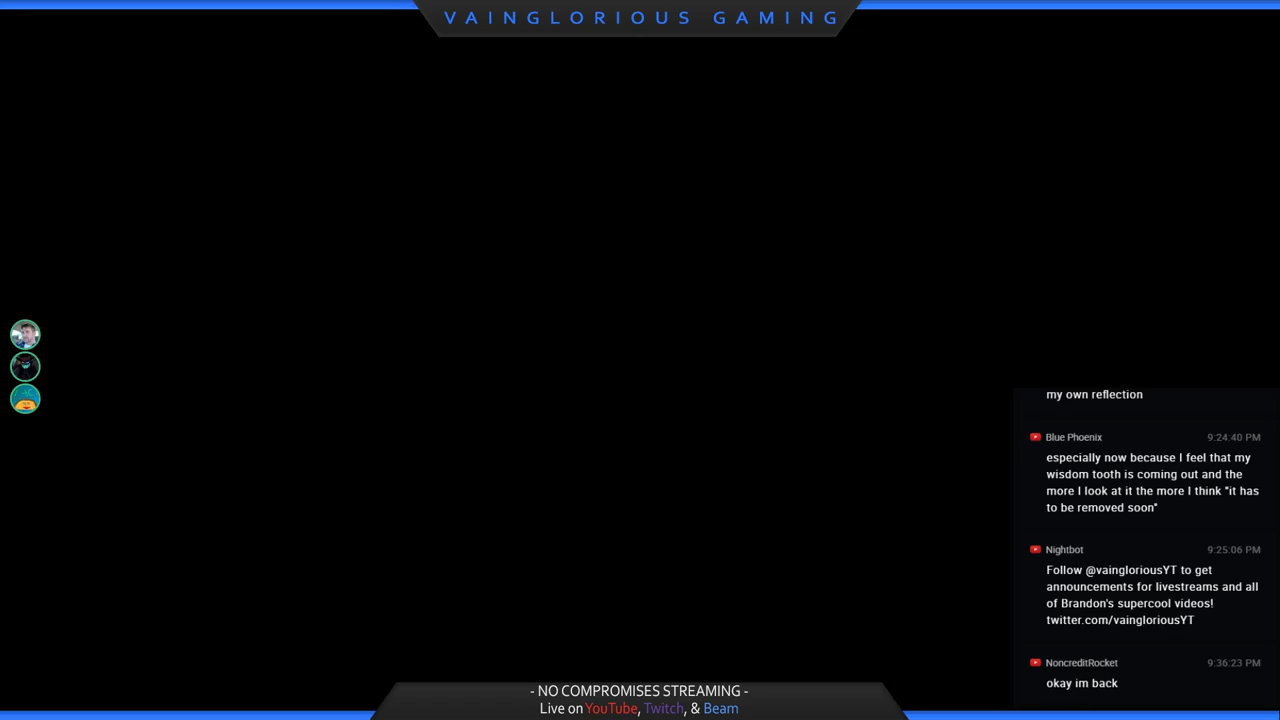 VAINGLORIOUS GAMING
my own reflection
Blue Phoenix 9:24:40 PM
especially now because I feel that my
wisdom tooth is coming out and the
more I look at it the more I think "it has
to be removed soon"
Nightbot 9:25:06 PM
Follow @vaingloriousYT to get
announcements for livestreams and all
of Brandon's supercool videos!
twitter.com/vaingloriousYT
NoncreditRocket 9:36:23 PM
okay im back
- NO COMPROMISES STREAMING -
Live on YouTube, Twitch, & Beam